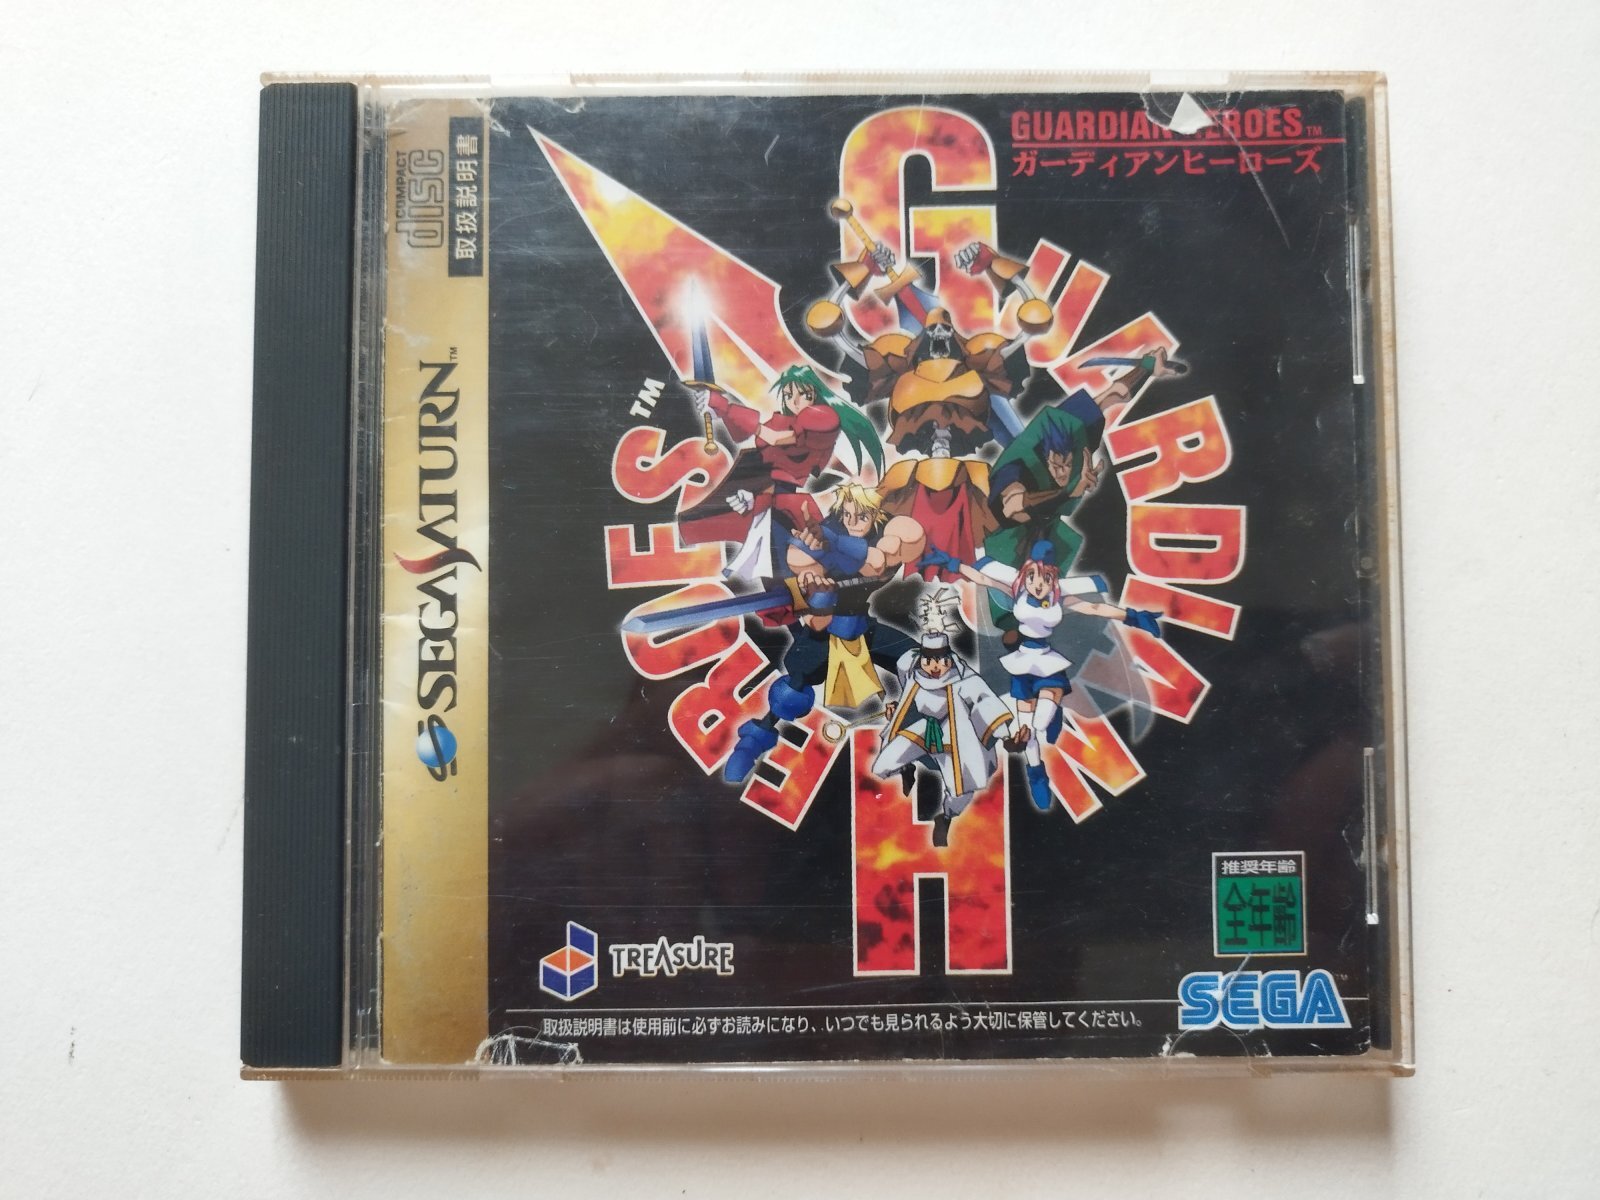 COMPACT
disc
取扱説明書
SEGA SATURN™
GUARDIAN HEROES™
ガーディアンヒーローズ
GUARDIAN
HEROES™
TREASURE
推奨年齢
全年齢
SEGA
取扱説明書は使用前に必ずお読みになり、いつでも見られるよう大切に保管してください。